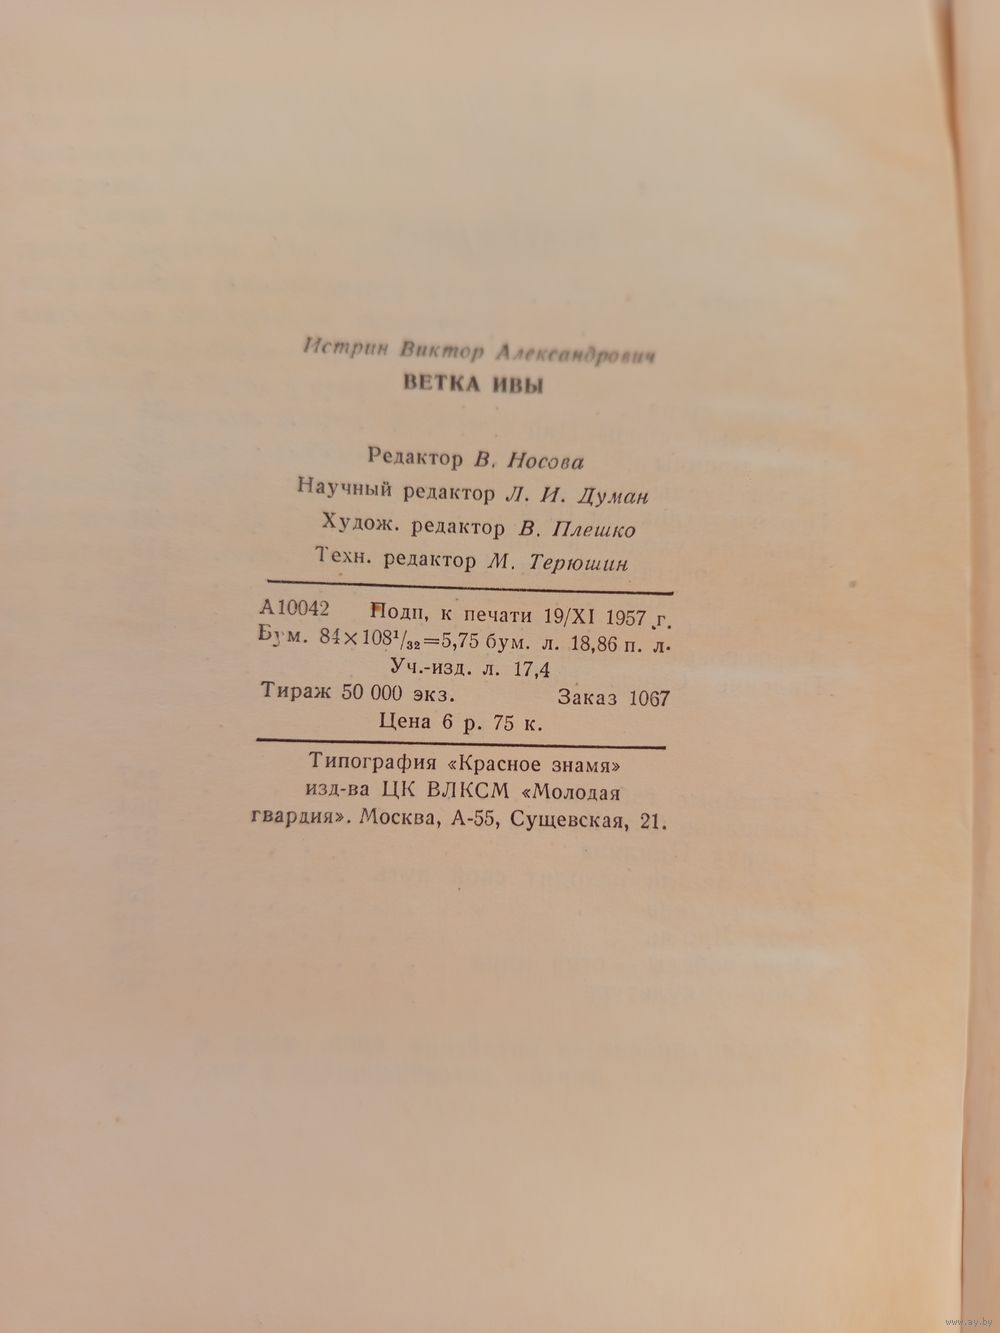 Истрин Виктор Александрович
ВЕТКА ИВЫ
Редактор В. Носова
Научный редактор Л. И. Думан
Худож. редактор В. Плешко
Техн. редактор М. Терюшин
А10042 Подп, к печати 19/XI 1957 г.
Бум. 84×108¹/₃₂=5,75 бум. л. 18,86 п. л.
Уч.-изд. л. 17,4
Тираж 50 000 экз. Заказ 1067
Цена 6 р. 75 к.
Типография «Красное знамя»
изд-ва ЦК ВЛКСМ «Молодая
гвардия». Москва, А-55, Сущевская, 21.
www.ay.by